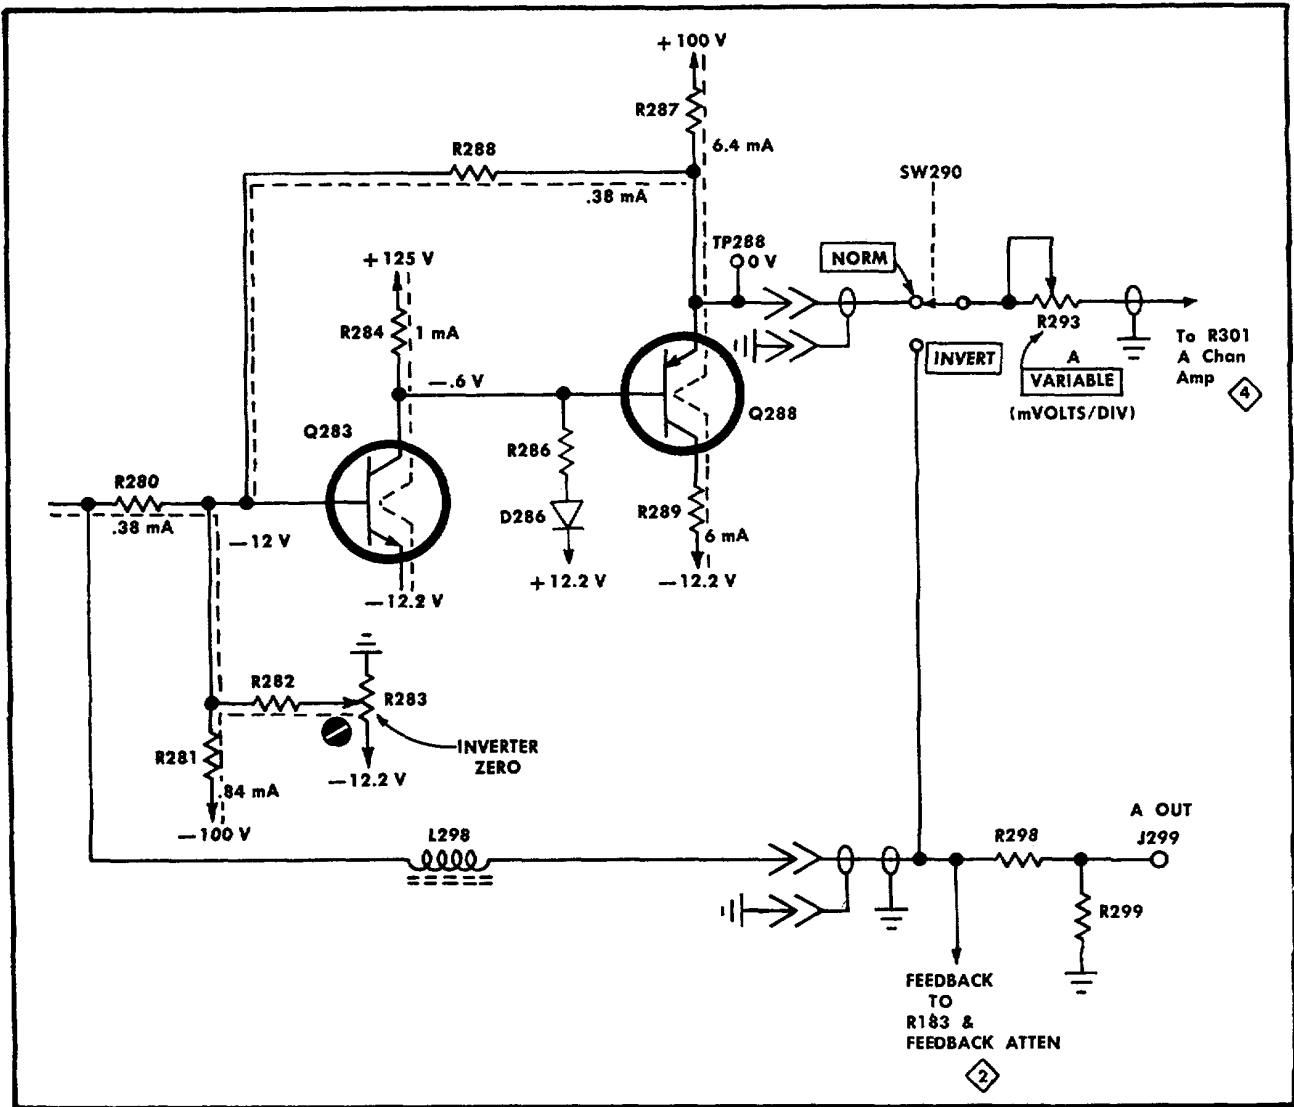 +100 V
R287
6.4 mA
R288
.38 mA
SW290
TP288
0 V
NORM
+125 V
R284
1 mA
R293
To R301
A Chan
Amp
4
INVERT
A
VARIABLE
(mVOLTS/DIV)
—.6 V
Q283
Q288
R286
R280
.38 mA
—12 V
D286
R289
6 mA
+12.2 V
—12.2 V
—12.2 V
R282
R283
INVERTER
ZERO
R281
—12.2 V
.84 mA
—100 V
L298
A OUT
J299
R298
R299
FEEDBACK
TO
R183 &
FEEDBACK ATTEN
2